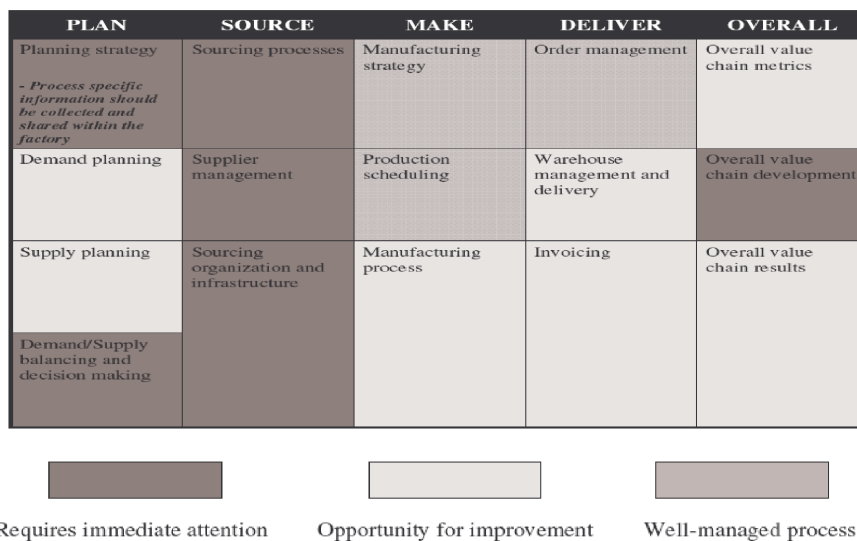 PLAN SOURCE MAKE DELIVER OVERALL
Planning strategy
- Process specific
information should
be collected and
shared within the
factory
Sourcing processes
Manufacturing
strategy
Order management
Overall value
chain metrics
Demand planning
Supplier
management
Production
scheduling
Warehouse
management and
delivery
Overall value
chain development
Supply planning
Sourcing
organization and
infrastructure
Manufacturing
process
Invoicing
Overall value
chain results
Demand/Supply
balancing and
decision making
Requires immediate attention
Opportunity for improvement
Well-managed process